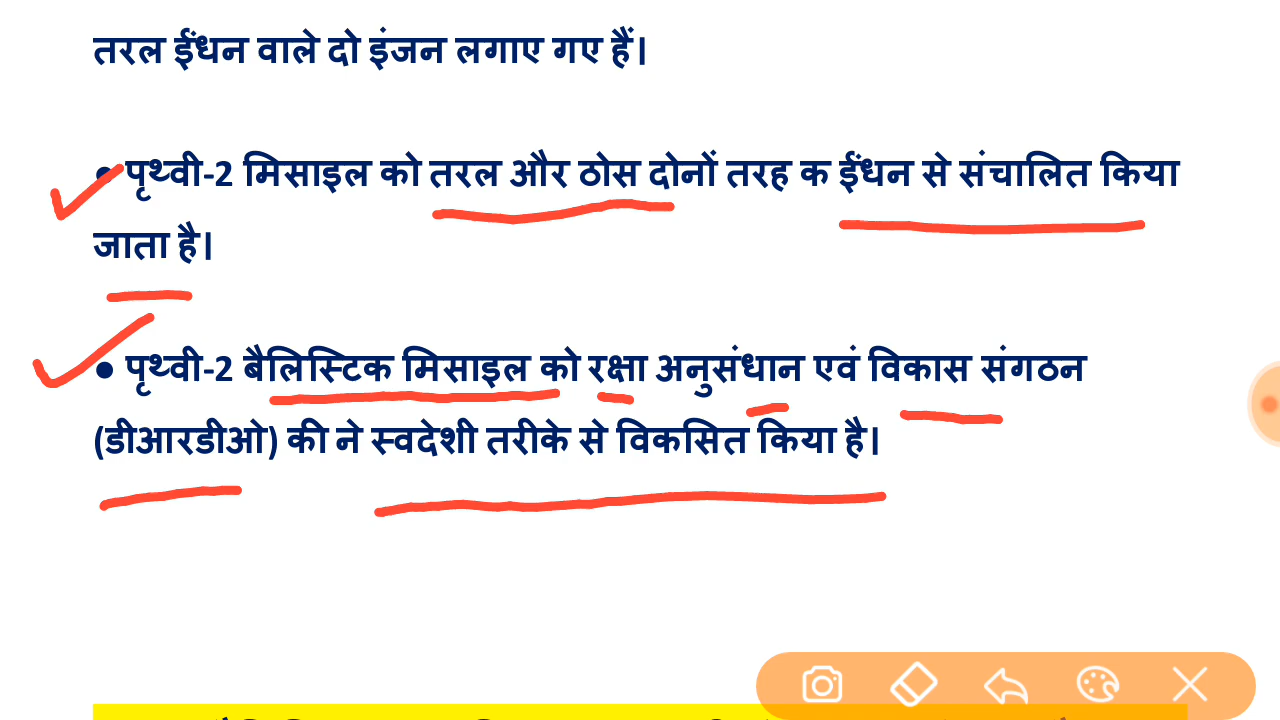 तरल ईंधन वाले दो इंजन लगाए गए हैं।
● पृथ्वी-2 मिसाइल को तरल और ठोस दोनों तरह क ईंधन से संचालित किया
जाता है।
● पृथ्वी-2 बैलिस्टिक मिसाइल को रक्षा अनुसंधान एवं विकास संगठन
(डीआरडीओ) की ने स्वदेशी तरीके से विकसित किया है।